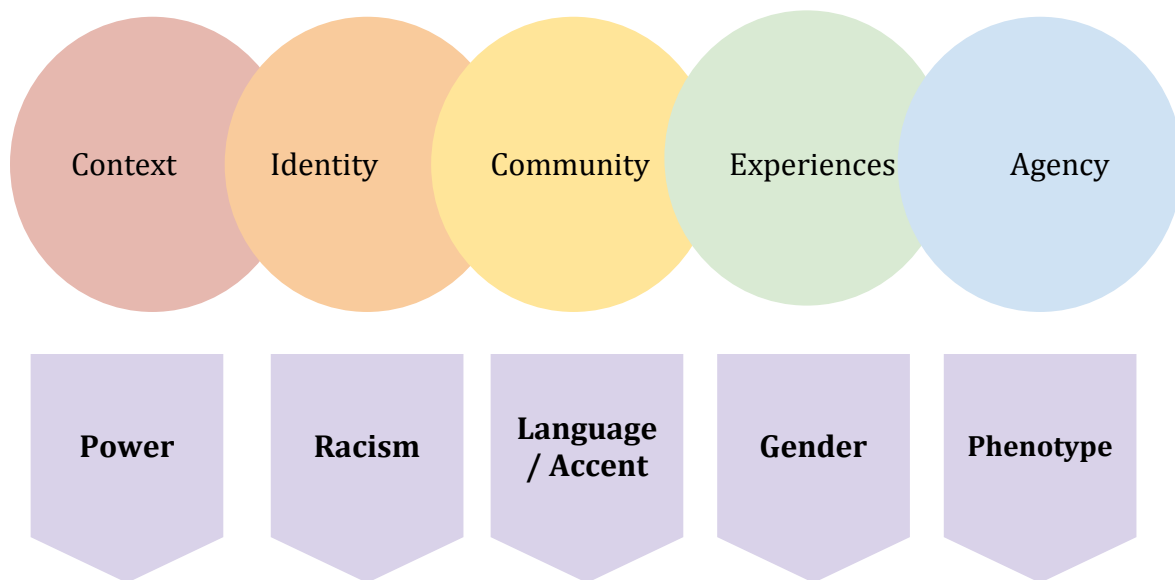 Context
Identity
Community
Experiences
Agency
Power
Racism
Language
/ Accent
Gender
Phenotype